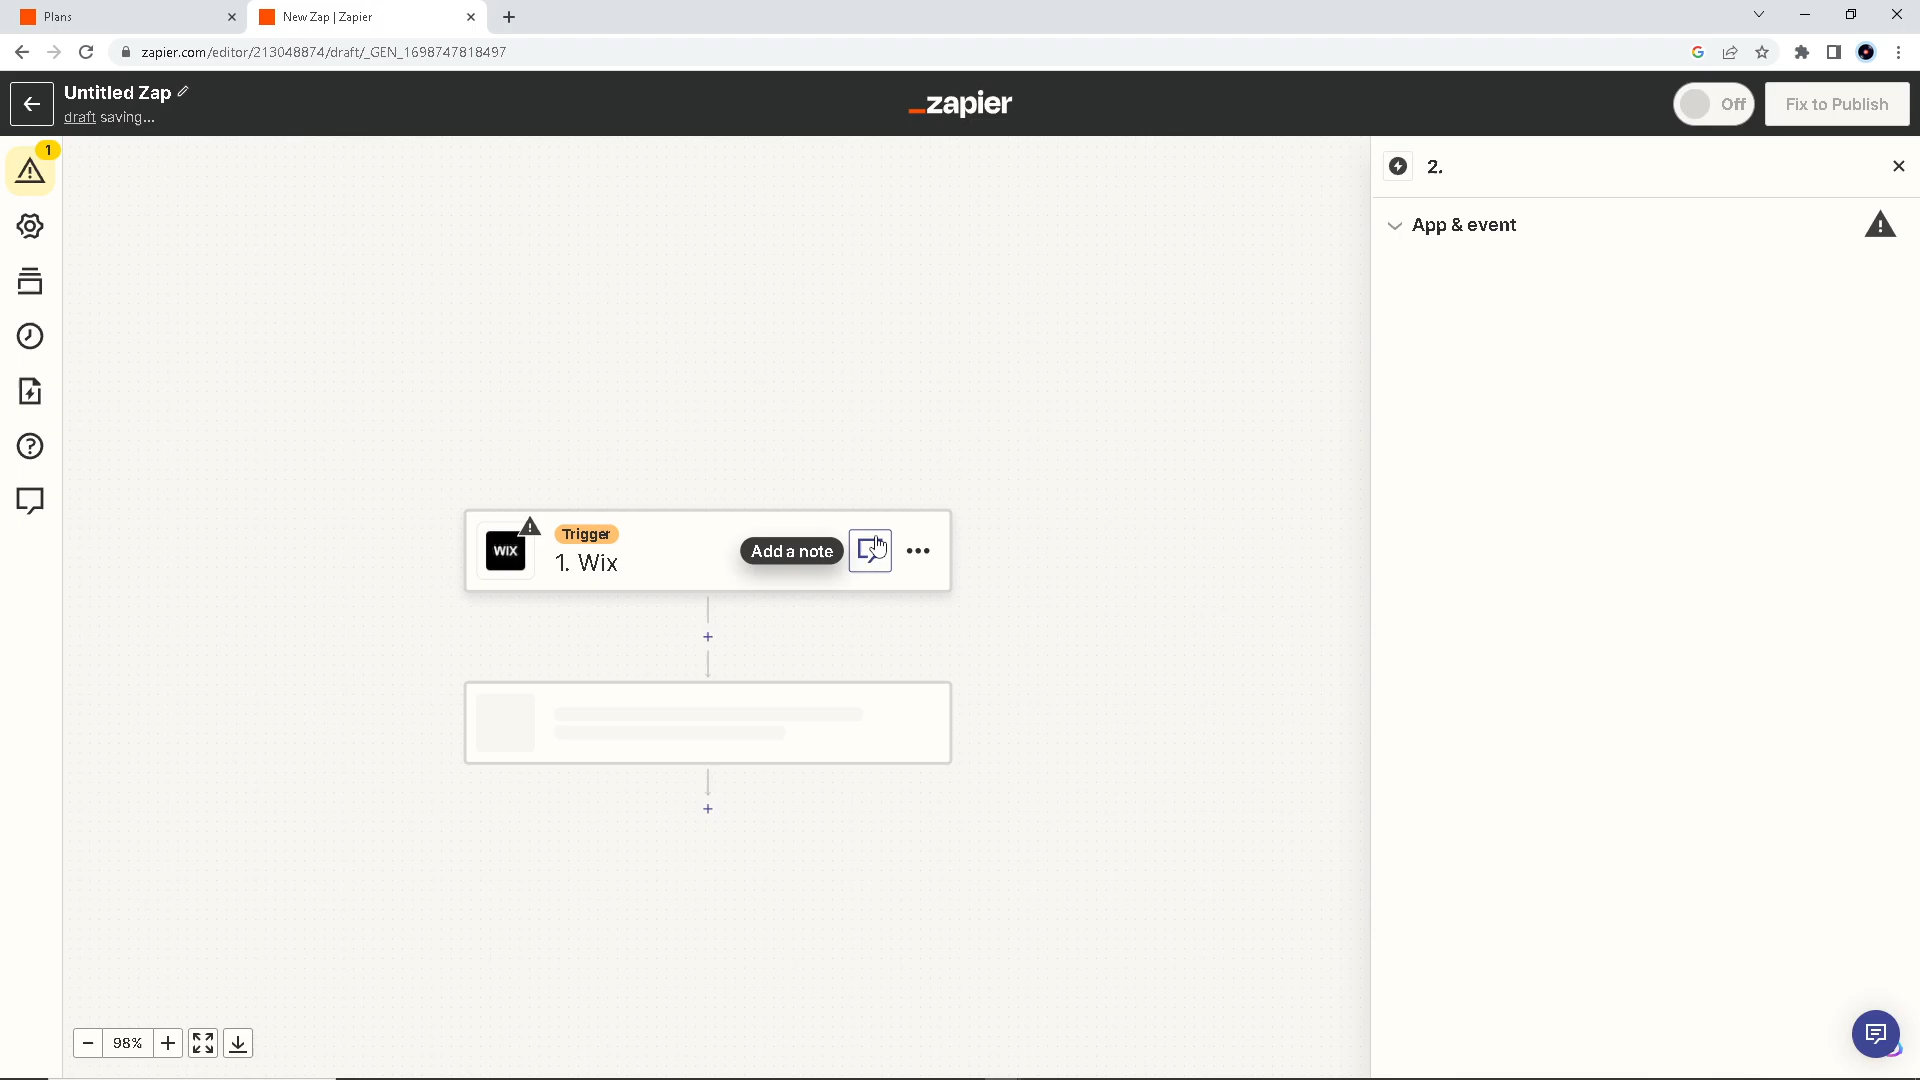 Plans
New Zap | Zapier
zapier.com/editor/213048874/draft/_GEN_1698747818497
Untitled Zap
draft saving...
_zapier
Off
Fix to Publish
1
2.
App & event
WIX
Trigger
1. Wix
Add a note
98%